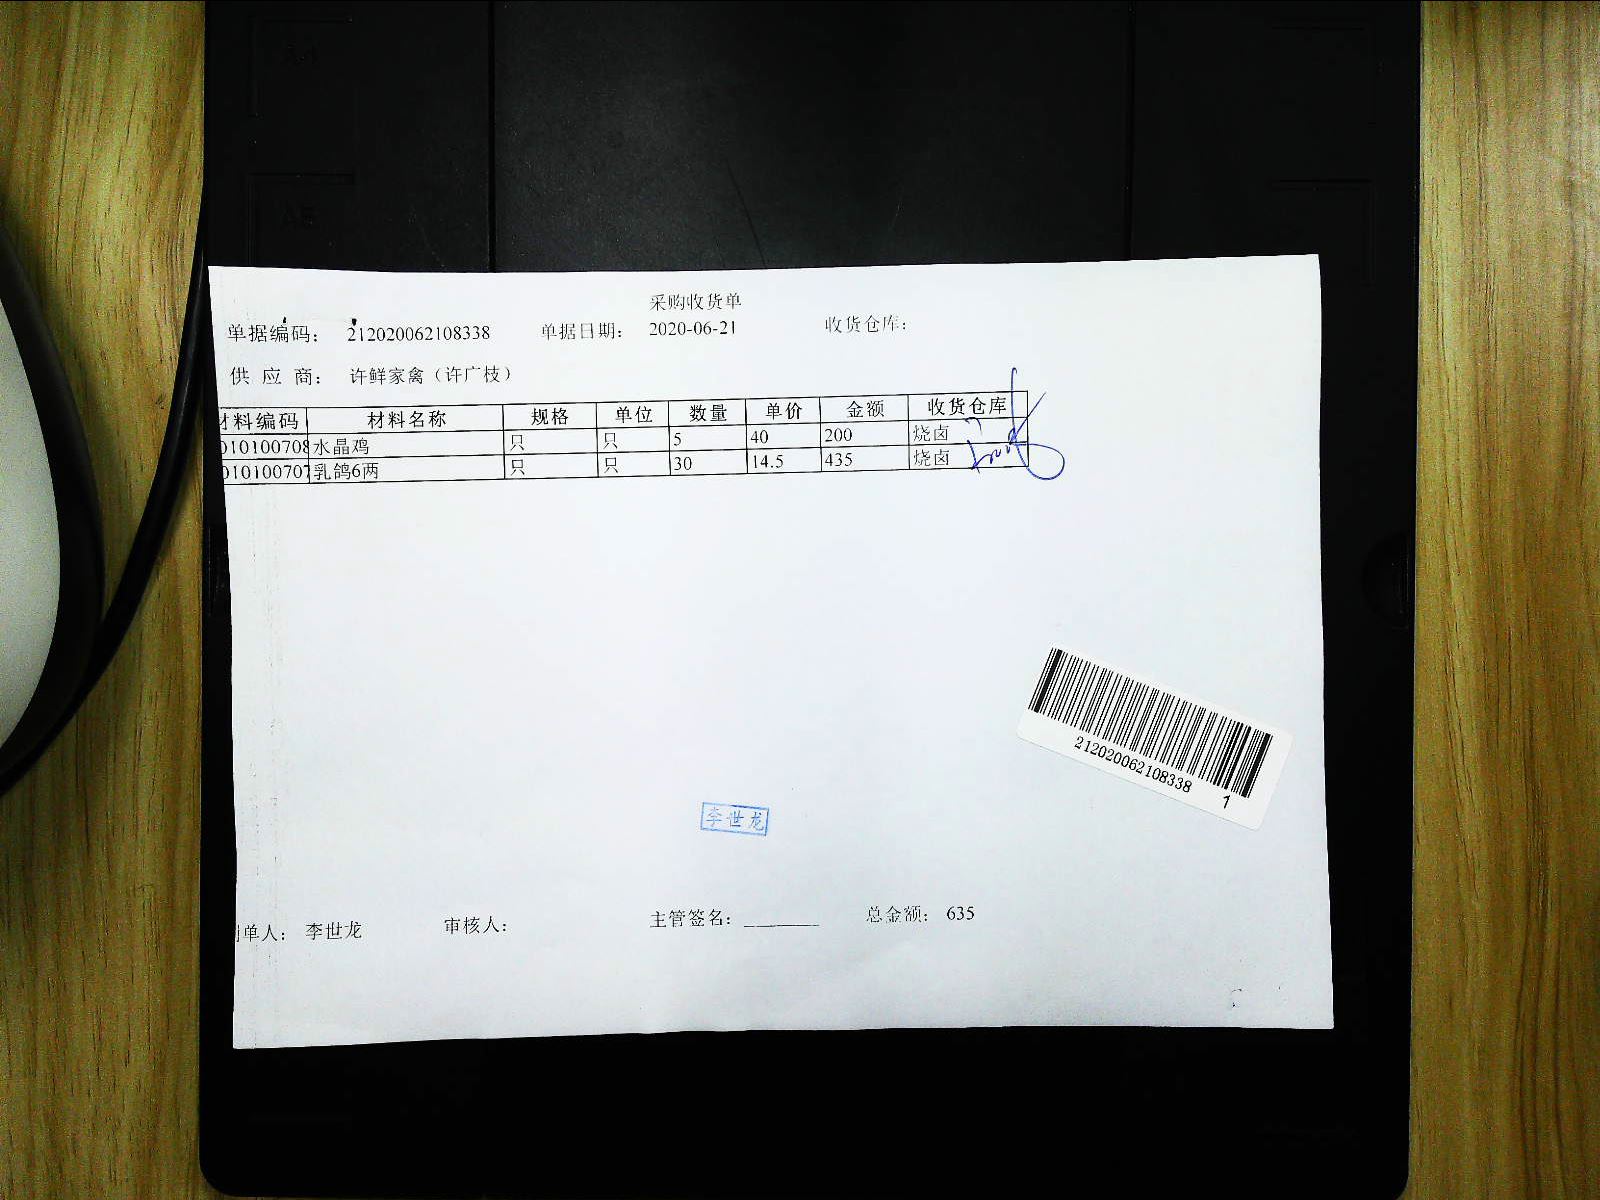 采购收货单
单据编码： 212020062108338 单据日期： 2020-06-21 收货仓库：
供 应 商： 许鲜家禽（许广枝）
材料编码 材料名称 规格 单位 数量 单价 金额 收货仓库
010100708 水晶鸡 只 只 5 40 200 烧卤
010100707 乳鸽6两 只 只 30 14.5 435 烧卤
212020062108338 1
李世龙
制单人： 李世龙 审核人： 主管签名： 总金额： 635